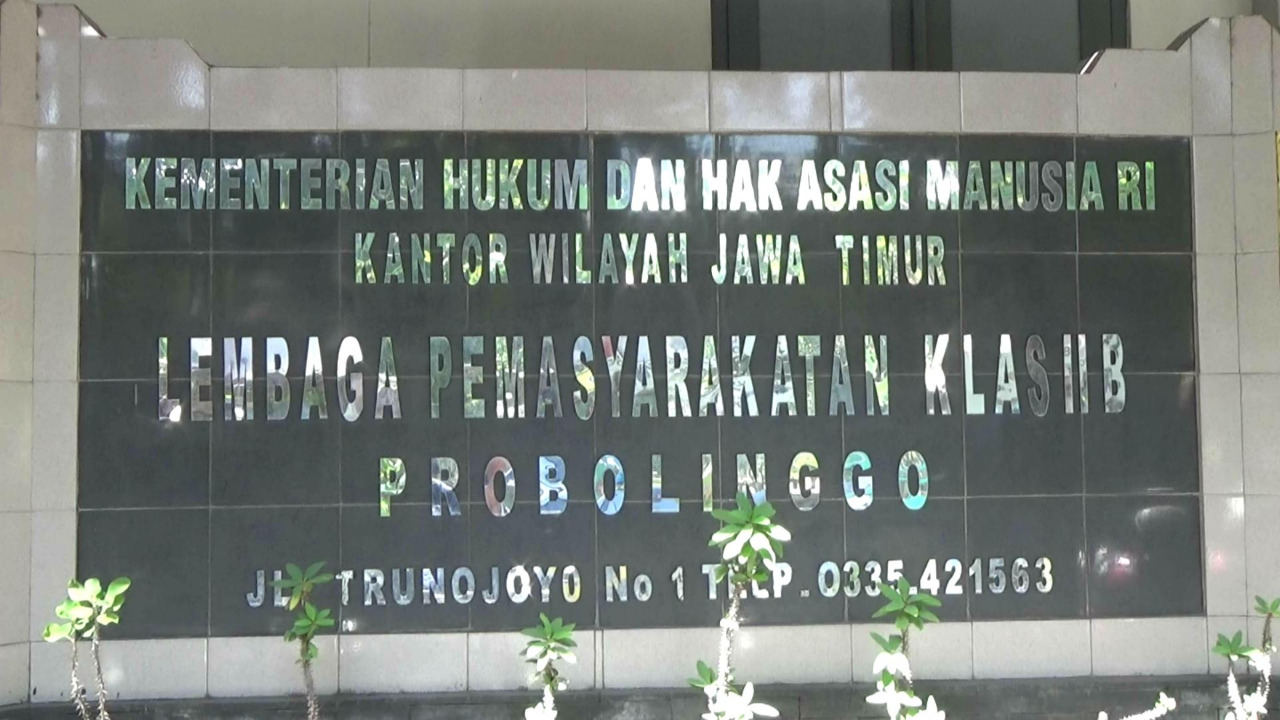 KEMENTERIAN HUKUM DAN HAK ASASI MANUSIA RI
KANTOR WILAYAH JAWA TIMUR
LEMBAGA PEMASYARAKATAN KLAS IIB
PROBOLINGGO
JL. TRUNOJOYO No 1 TELP. 0335.421563